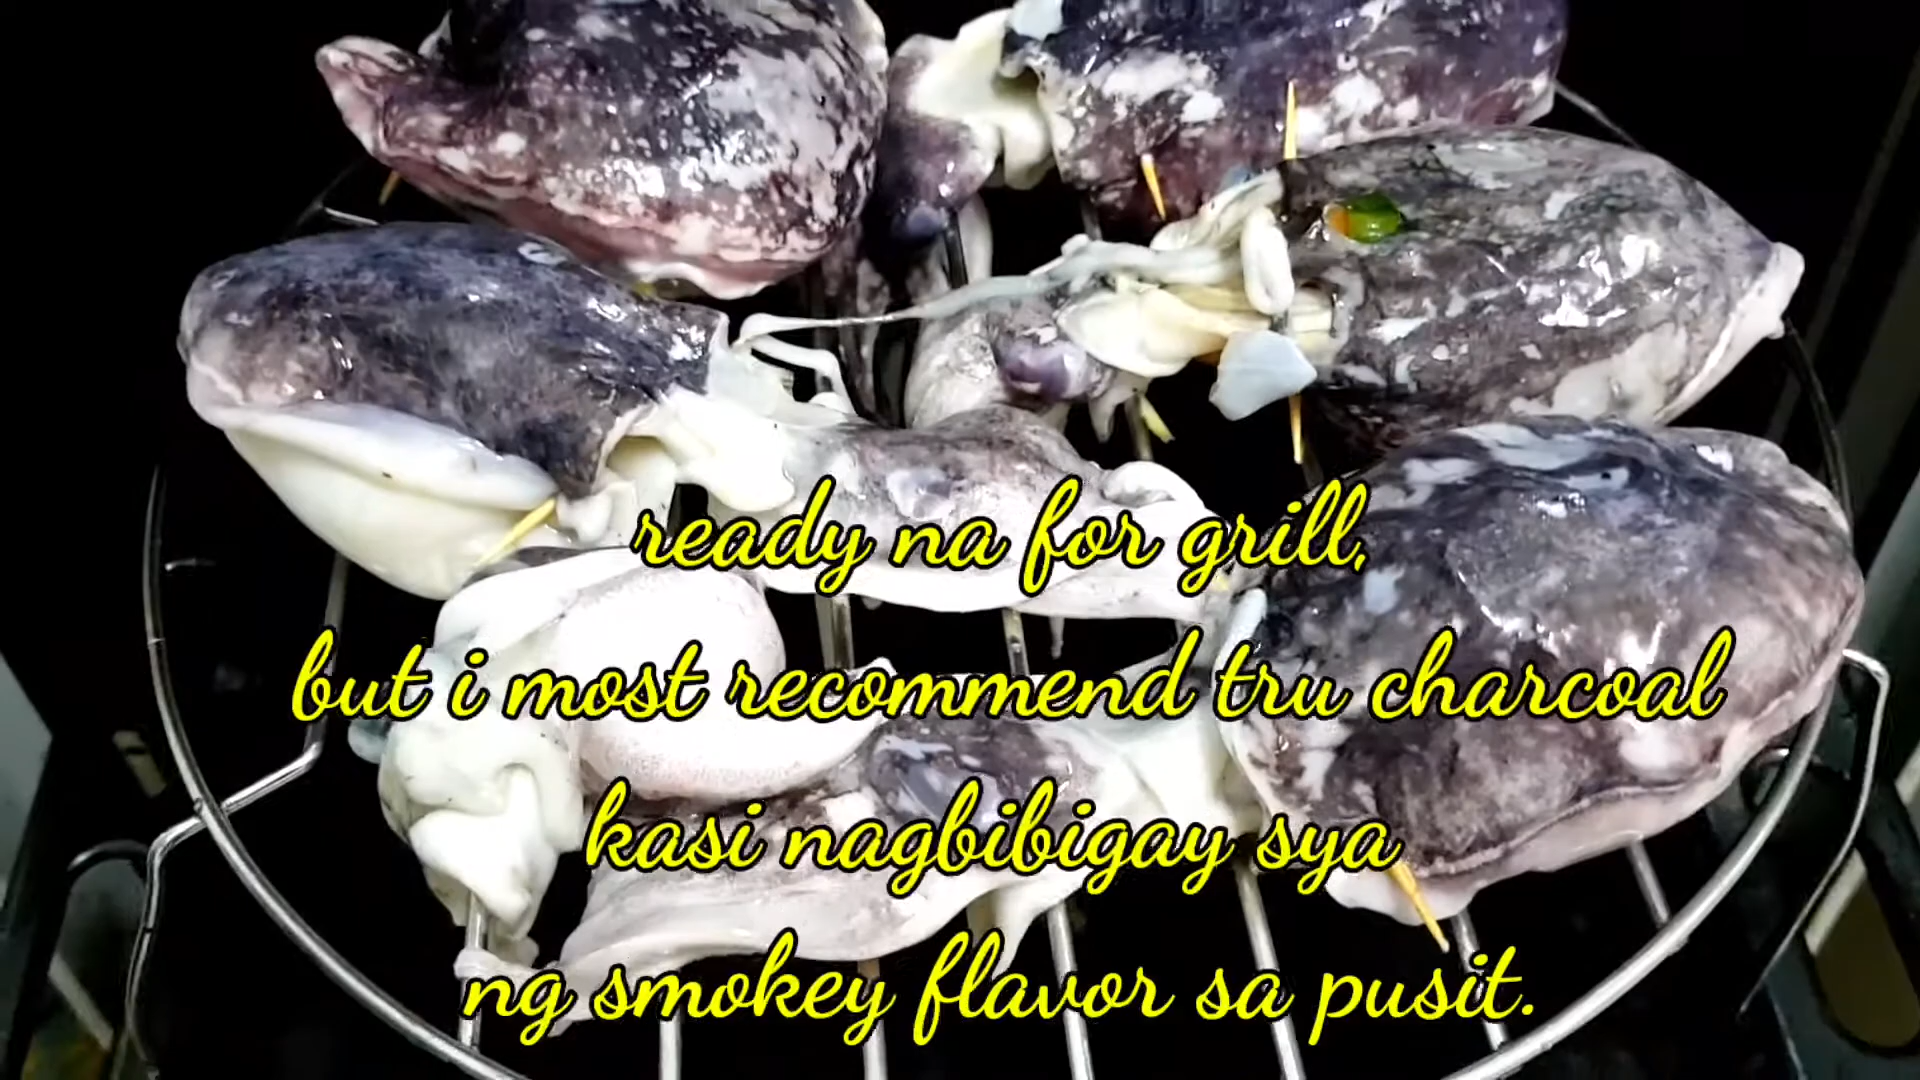 ready na for grill,
but i most recommend tru charcoal
kasi nagbibigay sya
ng smokey flavor sa pusit.